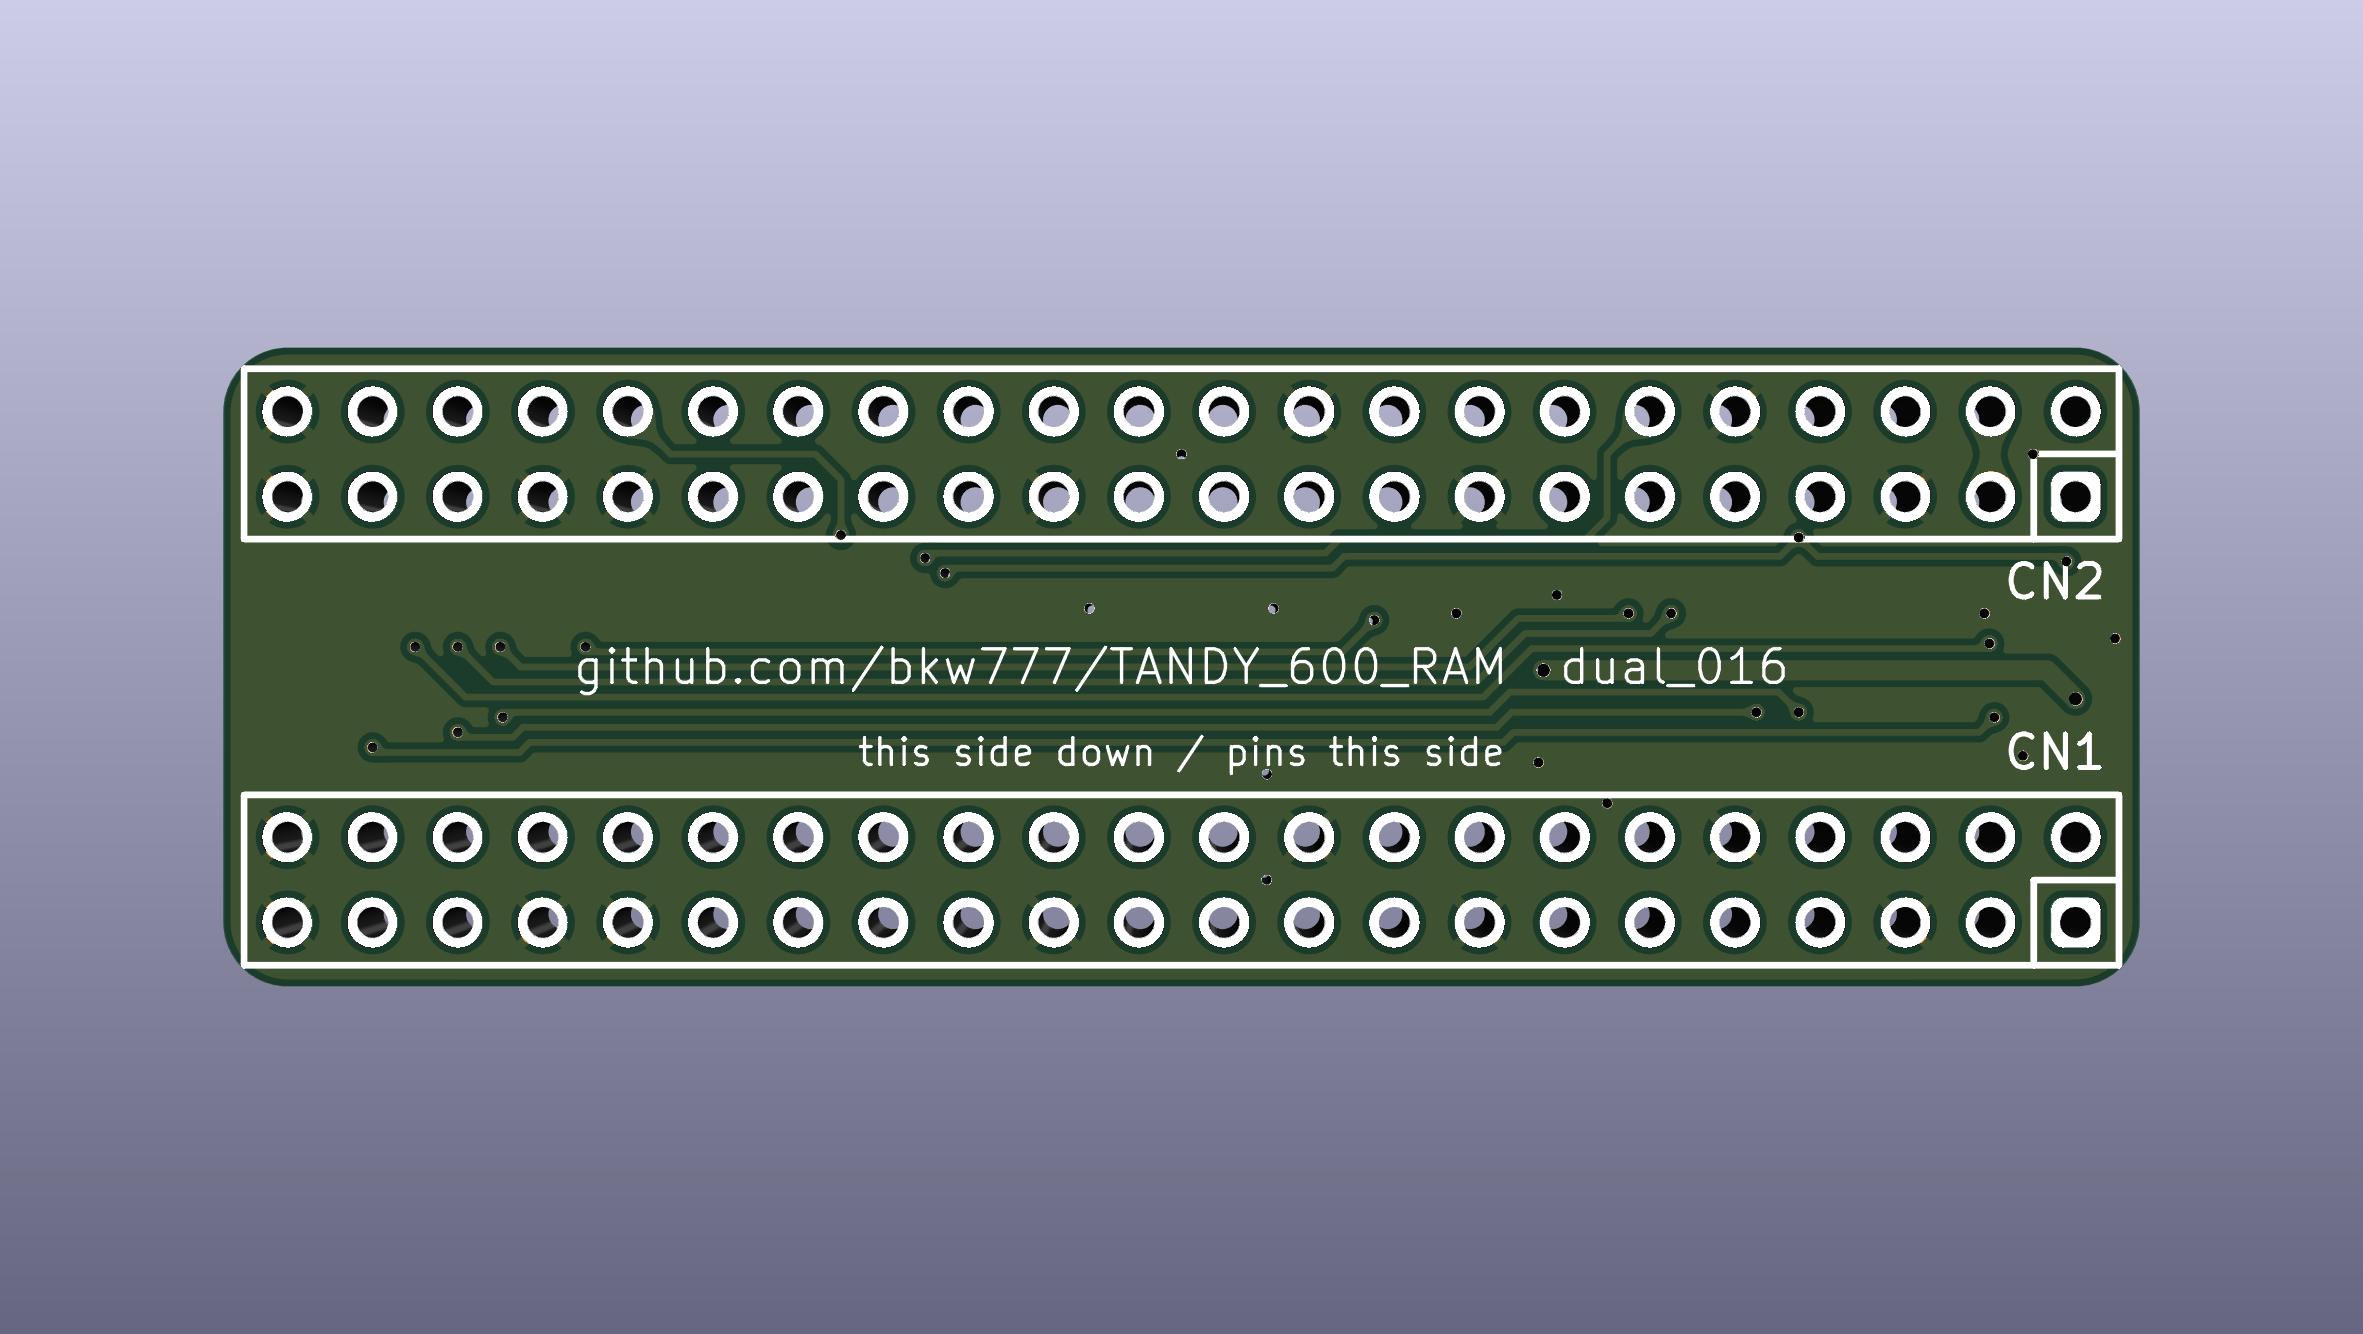 CN2
github.com/bkw777/TANDY_600_RAM dual_016
CN1
this side down / pins this side